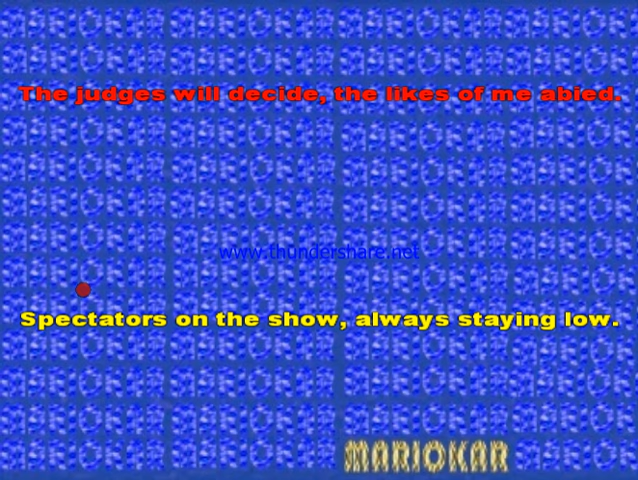 The judges will decide, the likes of me abied.
www.thundershare.net
Spectators on the show, always staying low.
MARIOKAR